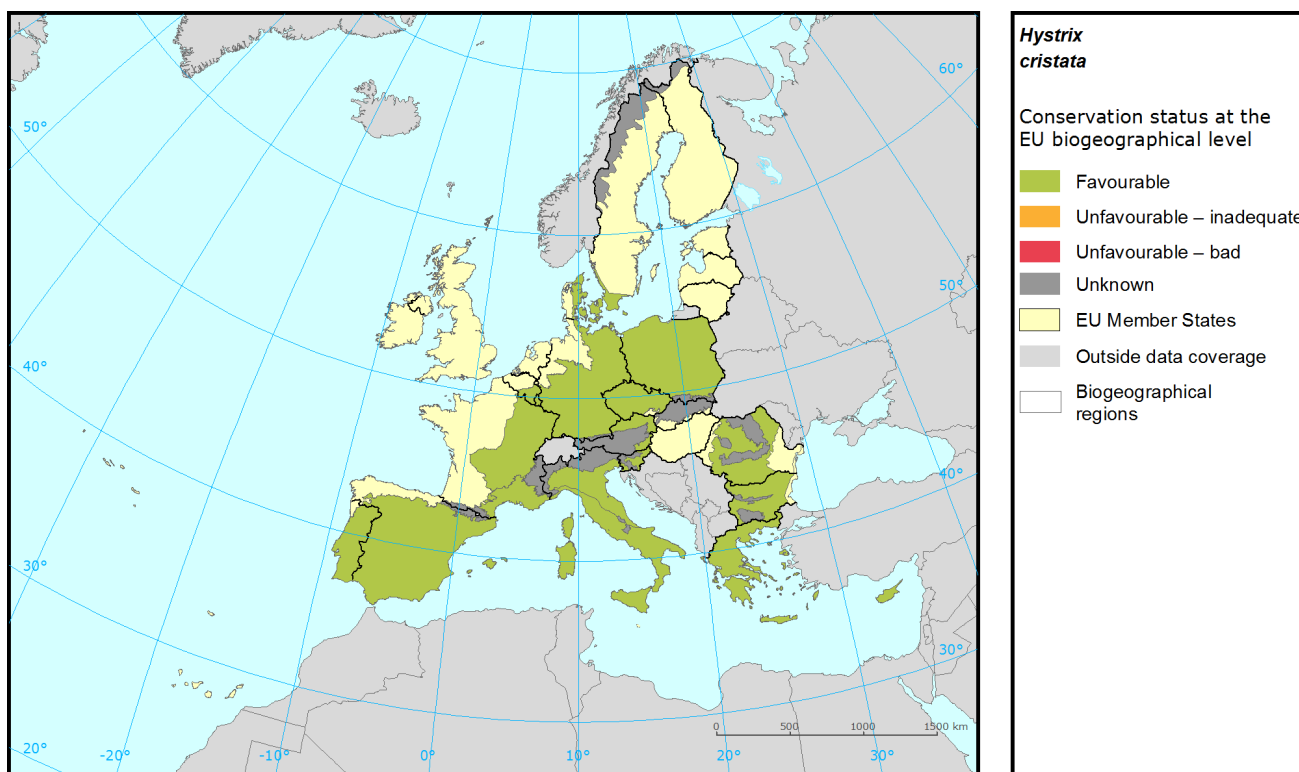 Hystrix
cristata
Conservation status at the
EU biogeographical level
Favourable
Unfavourable – inadequate
Unfavourable – bad
Unknown
EU Member States
Outside data coverage
Biogeographical
regions
60°
50°
50°
40°
40°
30°
30°
20°
-20°
-10°
0°
10°
20°
30°
0 500 1000 1500 km